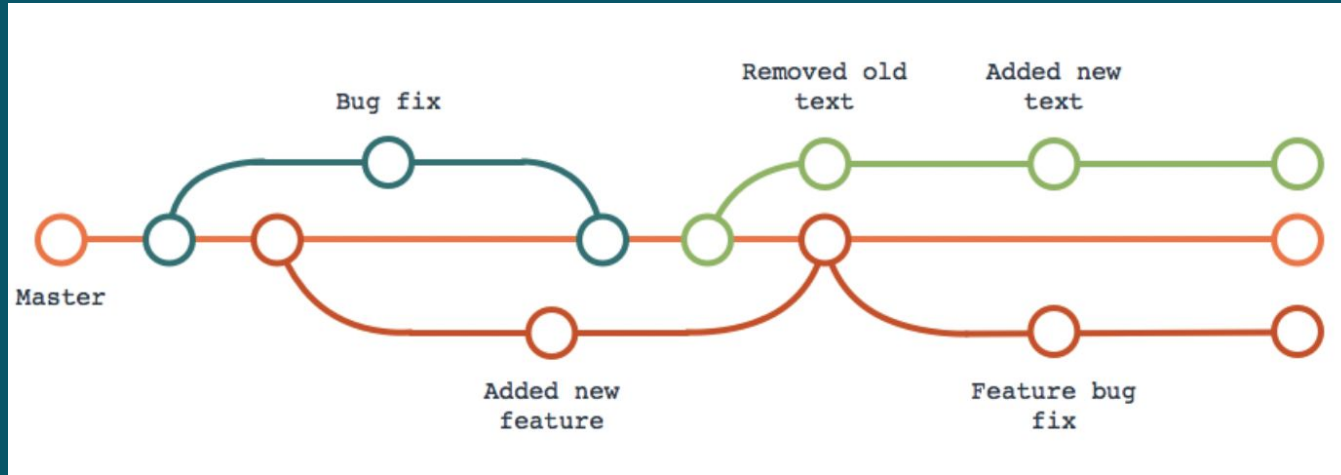 Removed old
text
Added new
text
Bug fix
Master
Added new
feature
Feature bug
fix